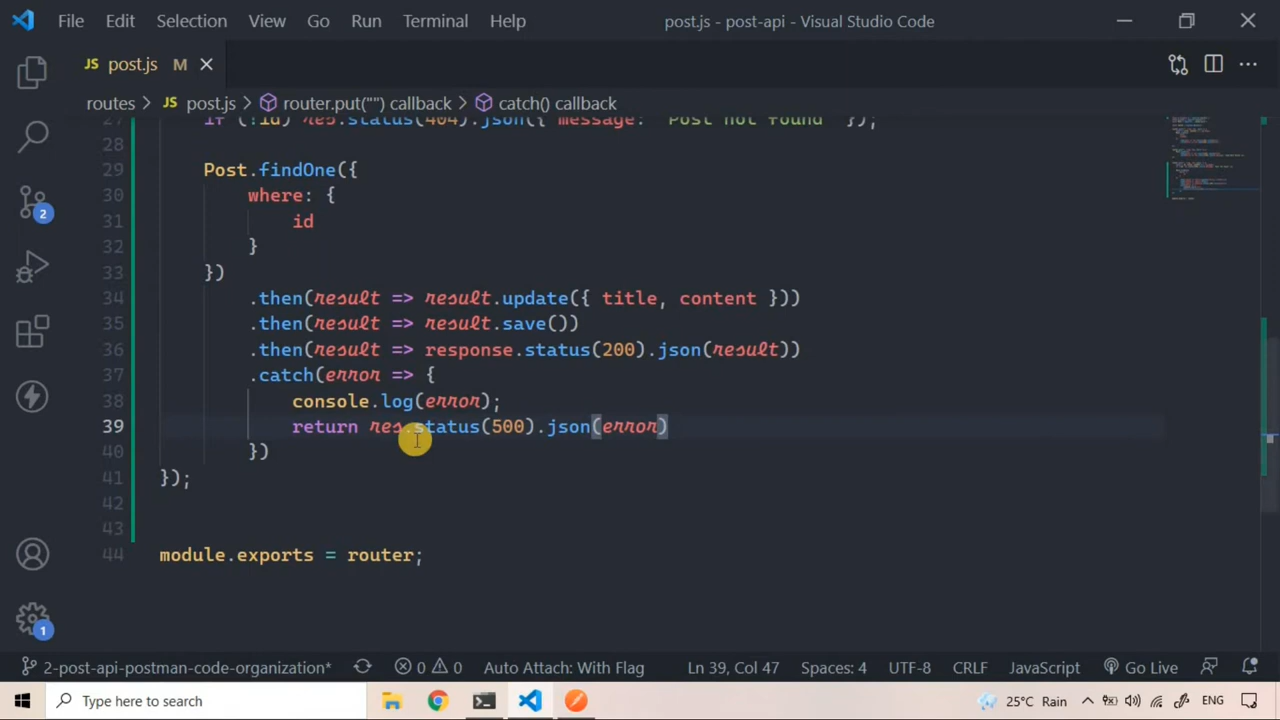 File Edit Selection View Go Run Terminal Help post.js - post-api - Visual Studio Code
JS post.js M
routes > JS post.js > router.put("") callback > catch() callback
27 if (!id) res.status(404).json({ message: "Post not found" });
28
29 Post.findOne({
30 where: {
31 id
32 }
33 })
34 .then(result => result.update({ title, content }))
35 .then(result => result.save())
36 .then(result => response.status(200).json(result))
37 .catch(error => {
38 console.log(error);
39 return res.status(500).json(error)
40 })
41 });
42
43
44 module.exports = router;
2
1
2-post-api-postman-code-organization* 0 0 Auto Attach: With Flag Ln 39, Col 47 Spaces: 4 UTF-8 CRLF JavaScript Go Live
Type here to search 25°C Rain ENG